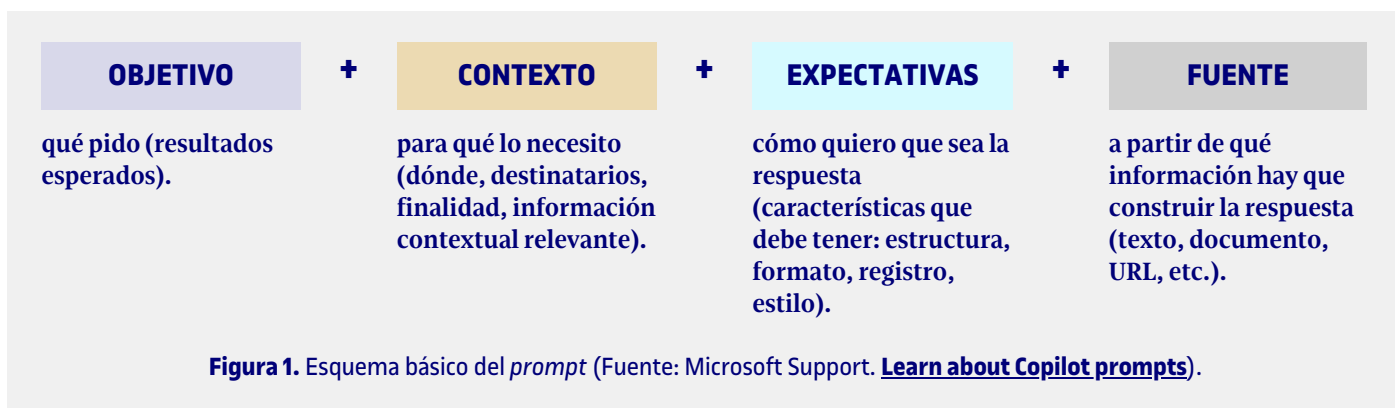 OBJETIVO + CONTEXTO + EXPECTATIVAS + FUENTE
qué pido (resultados
esperados).
para qué lo necesito
(dónde, destinatarios,
finalidad, información
contextual relevante).
cómo quiero que sea la
respuesta
(características que
debe tener: estructura,
formato, registro,
estilo).
a partir de qué
información hay que
construir la respuesta
(texto, documento,
URL, etc.).
Figura 1. Esquema básico del prompt (Fuente: Microsoft Support. Learn about Copilot prompts).